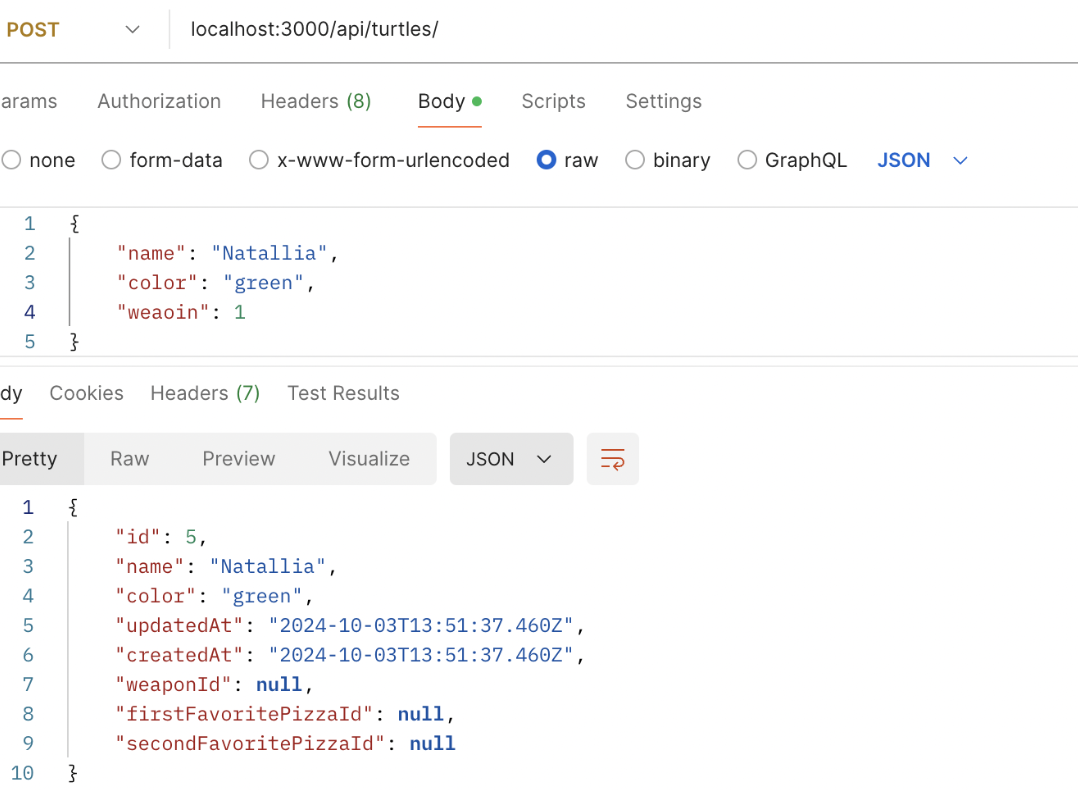 POST localhost:3000/api/turtles/
arams Authorization Headers (8) Body Scripts Settings
none form-data x-www-form-urlencoded raw binary GraphQL JSON
1 {
2 "name": "Natallia",
3 "color": "green",
4 "weaoin": 1
5 }
dy Cookies Headers (7) Test Results
Pretty Raw Preview Visualize JSON
1 {
2 "id": 5,
3 "name": "Natallia",
4 "color": "green",
5 "updatedAt": "2024-10-03T13:51:37.460Z",
6 "createdAt": "2024-10-03T13:51:37.460Z",
7 "weaponId": null,
8 "firstFavoritePizzaId": null,
9 "secondFavoritePizzaId": null
10 }